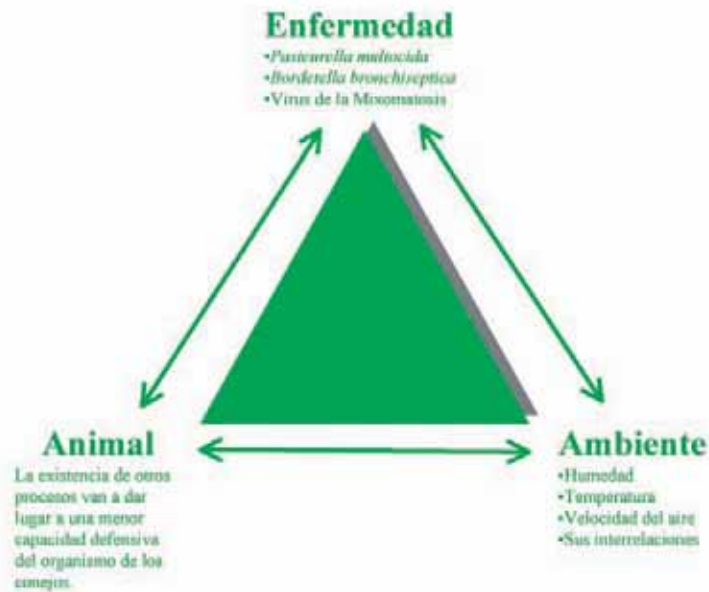 Enfermedad
•Pasteurella multocida
•Bordetella bronchiseptica
•Virus de la Mixomatosis
Animal
La existencia de otros
procesos van a dar
lugar a una menor
capacidad defensiva
del organismo de los
conejos.
Ambiente
•Humedad
•Temperatura
•Velocidad del aire
•Sus interrelaciones